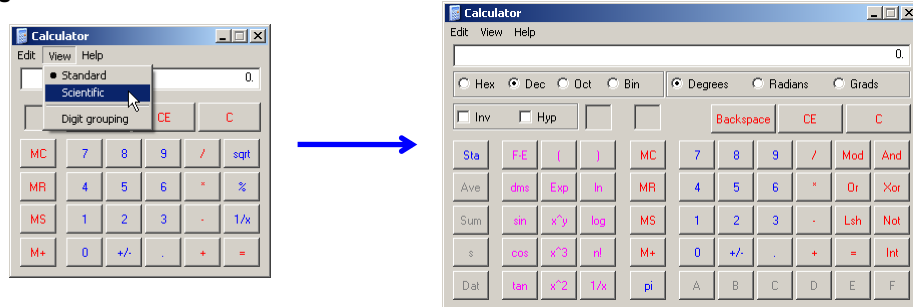 Calculator
Edit View Help
0.
Standard
Scientific
Digit grouping
CE C
MC 7 8 9 / sqrt
MR 4 5 6 * %
MS 1 2 3 - 1/x
M+ 0 +/- . + =
Calculator
Edit View Help
0.
Hex Dec Oct Bin Degrees Radians Grads
Inv Hyp Backspace CE C
Sta F-E ( ) MC 7 8 9 / Mod And
Ave dms Exp ln MR 4 5 6 * Or Xor
Sum sin x^y log MS 1 2 3 - Lsh Not
s cos x^3 n! M+ 0 +/- . + = Int
Dat tan x^2 1/x pi A B C D E F